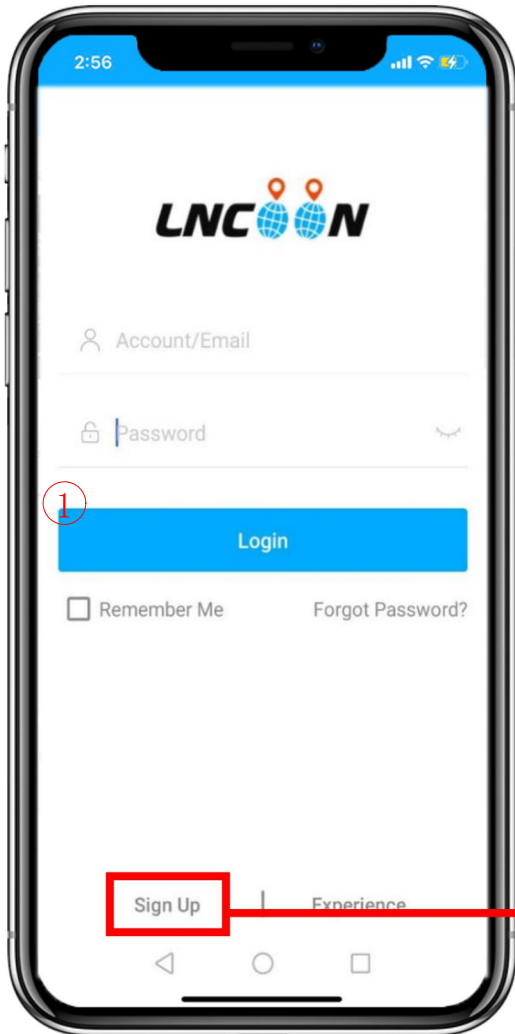 2:56
LNCOON
Account/Email
Password
①
Login
Remember Me Forgot Password?
Sign Up | Experience